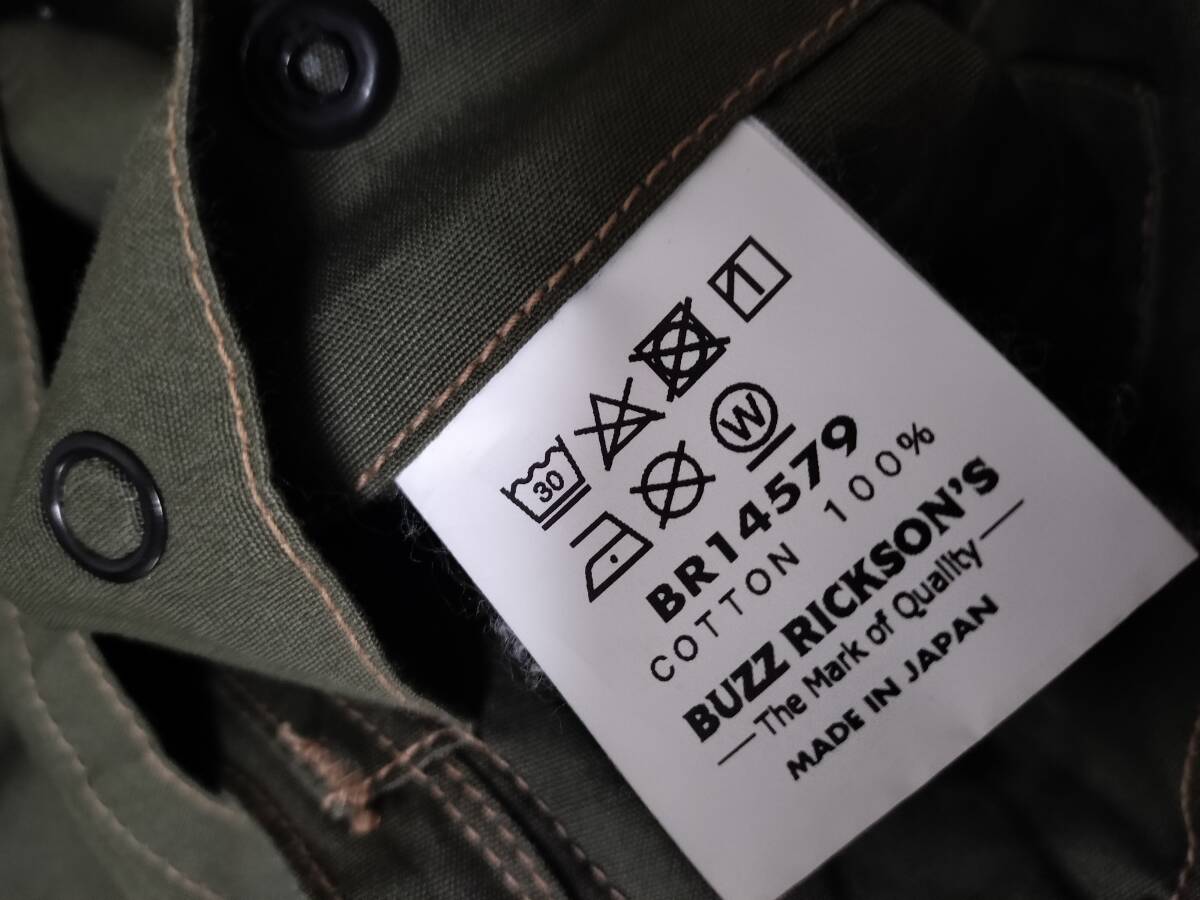 30
W
BR14579
COTTON 100%
BUZZ RICKSON'S
—The Mark of Quality—
MADE IN JAPAN